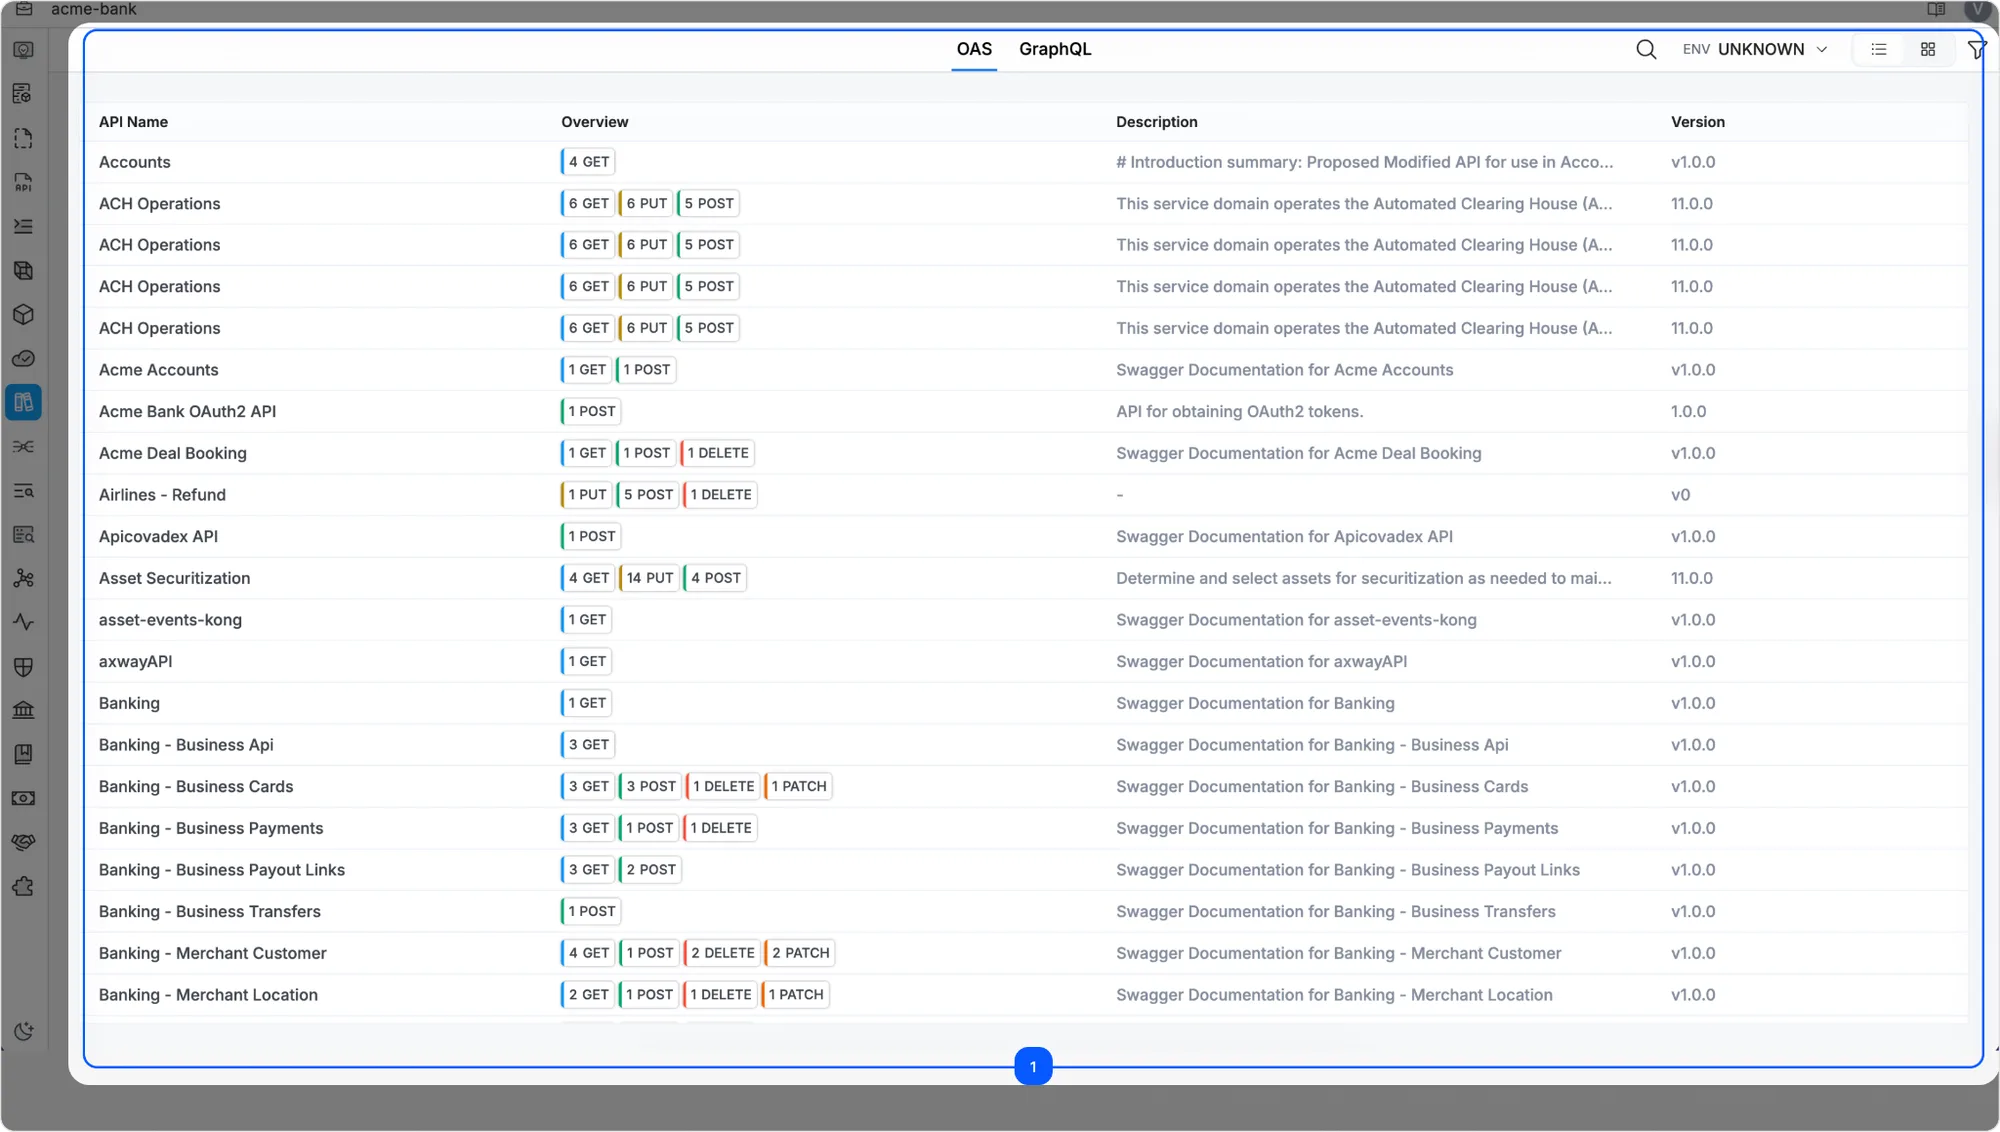 acme-bank
V
OAS GraphQL ENV UNKNOWN
API Name Overview Description Version
Accounts 4 GET # Introduction summary: Proposed Modified API for use in Acco... v1.0.0
ACH Operations 6 GET 6 PUT 5 POST This service domain operates the Automated Clearing House (A... 11.0.0
ACH Operations 6 GET 6 PUT 5 POST This service domain operates the Automated Clearing House (A... 11.0.0
ACH Operations 6 GET 6 PUT 5 POST This service domain operates the Automated Clearing House (A... 11.0.0
ACH Operations 6 GET 6 PUT 5 POST This service domain operates the Automated Clearing House (A... 11.0.0
Acme Accounts 1 GET 1 POST Swagger Documentation for Acme Accounts v1.0.0
Acme Bank OAuth2 API 1 POST API for obtaining OAuth2 tokens. 1.0.0
Acme Deal Booking 1 GET 1 POST 1 DELETE Swagger Documentation for Acme Deal Booking v1.0.0
Airlines - Refund 1 PUT 5 POST 1 DELETE - v0
Apicovadex API 1 POST Swagger Documentation for Apicovadex API v1.0.0
Asset Securitization 4 GET 14 PUT 4 POST Determine and select assets for securitization as needed to mai... 11.0.0
asset-events-kong 1 GET Swagger Documentation for asset-events-kong v1.0.0
axwayAPI 1 GET Swagger Documentation for axwayAPI v1.0.0
Banking 1 GET Swagger Documentation for Banking v1.0.0
Banking - Business Api 3 GET Swagger Documentation for Banking - Business Api v1.0.0
Banking - Business Cards 3 GET 3 POST 1 DELETE 1 PATCH Swagger Documentation for Banking - Business Cards v1.0.0
Banking - Business Payments 3 GET 1 POST 1 DELETE Swagger Documentation for Banking - Business Payments v1.0.0
Banking - Business Payout Links 3 GET 2 POST Swagger Documentation for Banking - Business Payout Links v1.0.0
Banking - Business Transfers 1 POST Swagger Documentation for Banking - Business Transfers v1.0.0
Banking - Merchant Customer 4 GET 1 POST 2 DELETE 2 PATCH Swagger Documentation for Banking - Merchant Customer v1.0.0
Banking - Merchant Location 2 GET 1 POST 1 DELETE 1 PATCH Swagger Documentation for Banking - Merchant Location v1.0.0
1
API